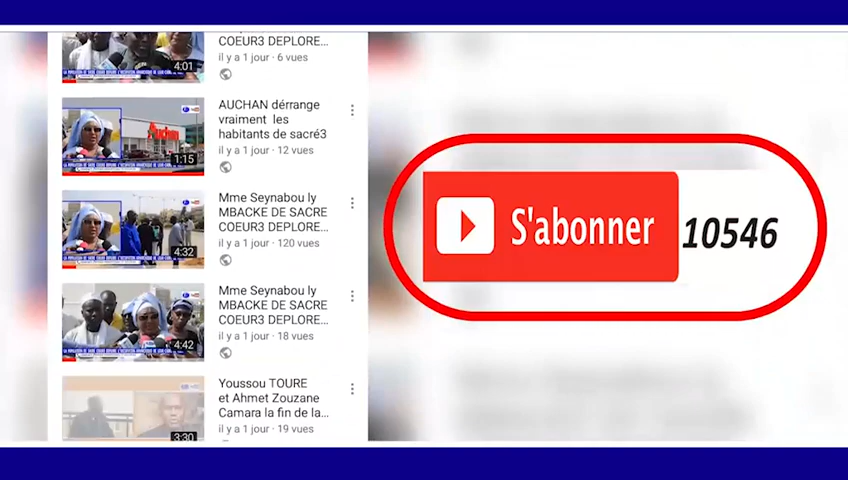 COEUR3 DEPLORE...
il y a 1 jour · 6 vues
4:01
AUCHAN dérrange
vraiment les
habitants de sacré3
il y a 1 jour · 12 vues
Auchan
1:15
Mme Seynabou ly
MBACKE DE SACRE
COEUR3 DEPLORE...
il y a 1 jour · 120 vues
4:32
Mme Seynabou ly
MBACKE DE SACRE
COEUR3 DEPLORE...
il y a 1 jour · 18 vues
4:42
Youssou TOURE
et Ahmet Zouzane
Camara la fin de la...
il y a 1 jour · 19 vues
3:30
S'abonner
10546